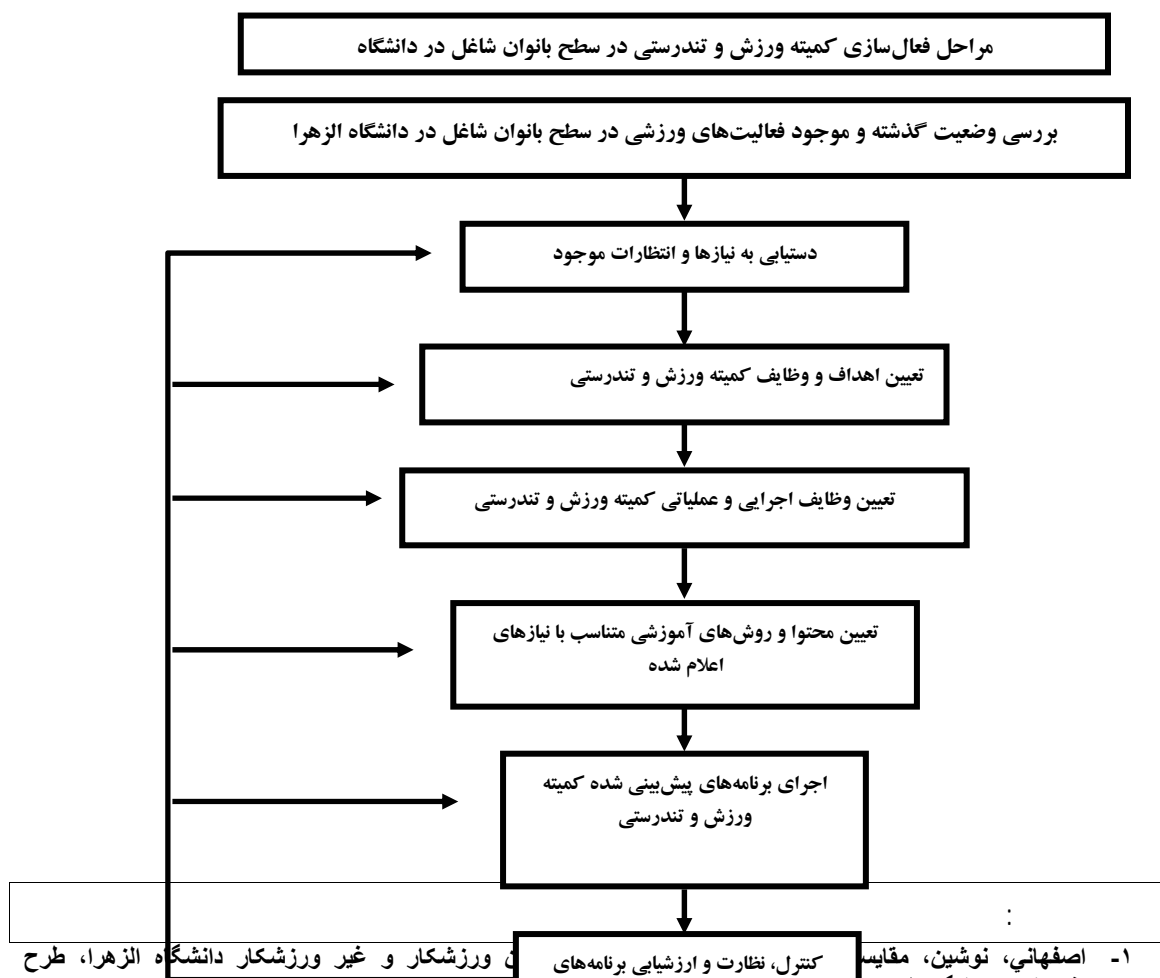 مراحل فعال‌سازی کمیته ورزش و تندرستی در سطح بانوان شاغل در دانشگاه
بررسی وضعیت گذشته و موجود فعالیت‌های ورزشی در سطح بانوان شاغل در دانشگاه الزهرا
دستیابی به نیازها و انتظارات موجود
تعیین اهداف و وظایف کمیته ورزش و تندرستی
تعیین وظایف اجرایی و عملیاتی کمیته ورزش و تندرستی
تعیین محتوا و روش‌های آموزشی متناسب با نیازهای
اعلام شده
اجرای برنامه‌های پیش‌بینی شده کمیته
ورزش و تندرستی
:
کنترل، نظارت و ارزشیابی برنامه‌های
۱- اصفهاني، نوشین، ورزشکار و غیر ورزشکار دانشگاه الزهرا، طرح